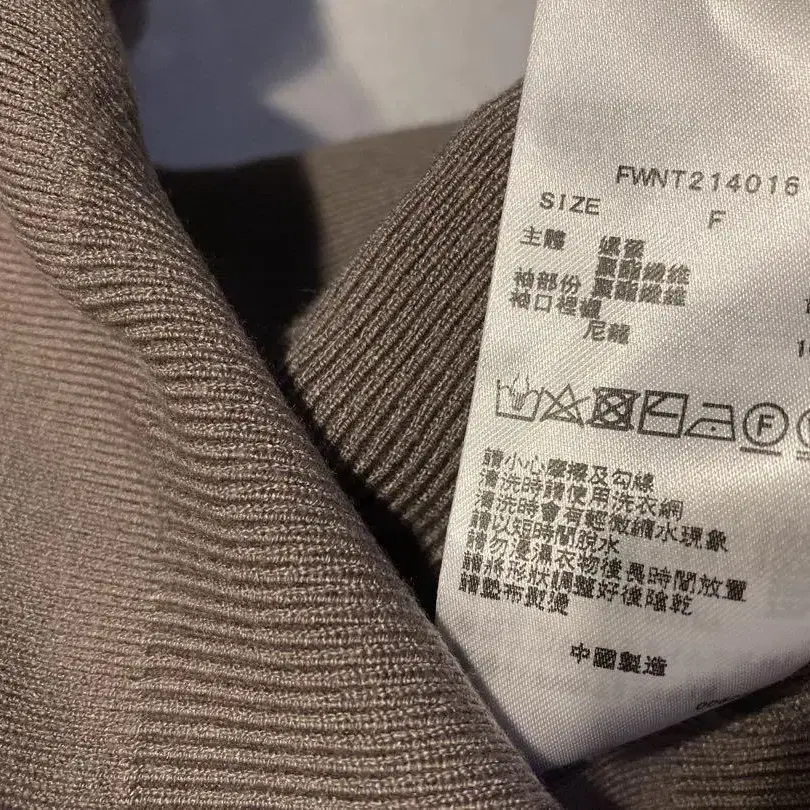 FWNT214016
SIZE F
主體 嫘縈
聚酯纖維
袖部份 聚酯纖維
袖口裡襯
尼龍
F
請小心摩擦及勾線
清洗時請使用洗衣網
清洗時會有輕微縮水現象
請以短時間脫水
請勿浸濕衣物後長時間放置
請將形狀調整好後陰乾
請墊布熨燙
中國製造